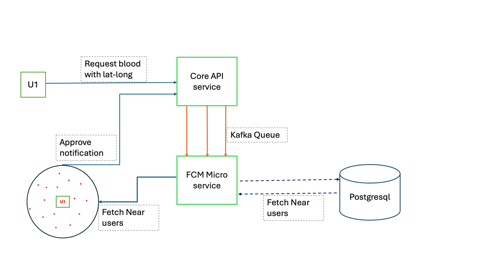 Request blood
with lat-long
Core API
service
U1
Kafka Queue
Approve
notification
FCM Micro
service
U1
Fetch Near
users
Fetch Near
users
Postgresql